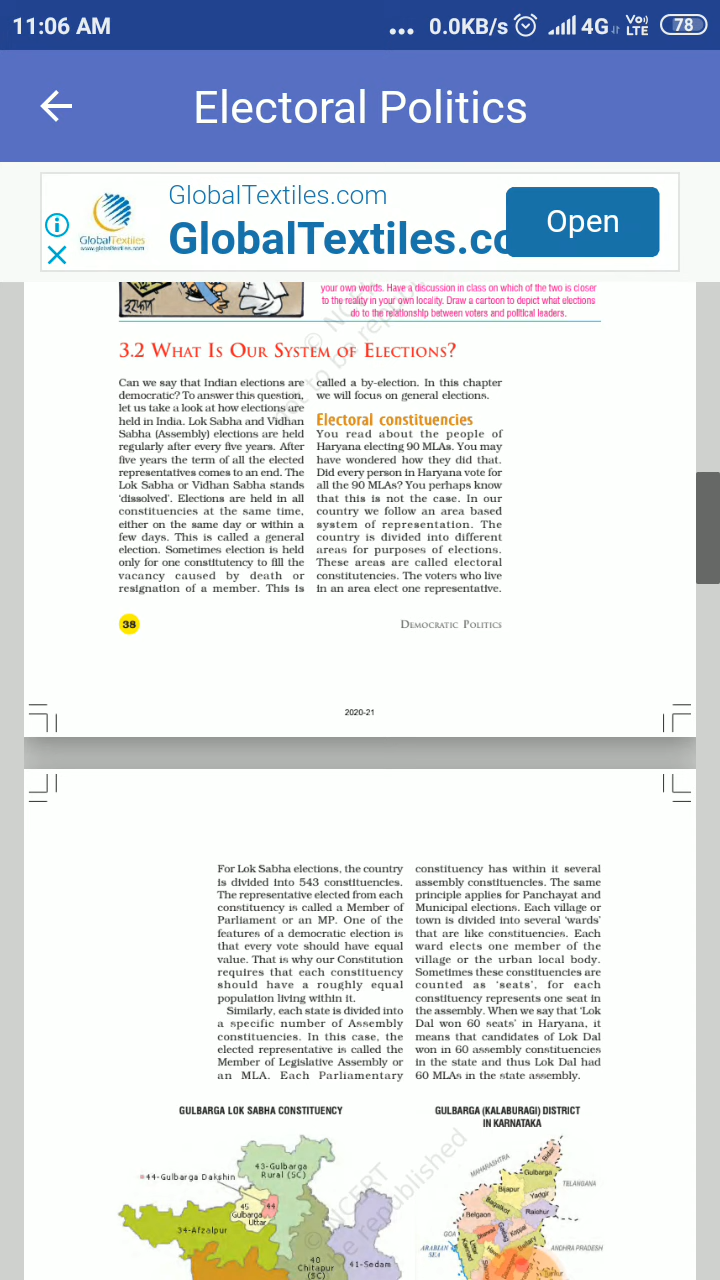 11:06 AM
... 0.0KB/s 4G Vo) LTE 78
Electoral Politics
GlobalTextiles.com
GlobalTextiles.co
Open
GlobalTextiles
www.globaltextiles.com
your own words. Have a discussion in class on which of the two is closer
to the reality in your own locality. Draw a cartoon to depict what elections
do to the relationship between voters and political leaders.
3.2 WHAT IS OUR SYSTEM OF ELECTIONS?
Can we say that Indian elections are
democratic? To answer this question,
let us take a look at how elections are
held in India. Lok Sabha and Vidhan
Sabha (Assembly) elections are held
regularly after every five years. After
five years the term of all the elected
representatives comes to an end. The
Lok Sabha or Vidhan Sabha stands
‘dissolved’. Elections are held in all
constituencies at the same time,
either on the same day or within a
few days. This is called a general
election. Sometimes election is held
only for one constitutency to fill the
vacancy caused by death or
resignation of a member. This is
called a by-election. In this chapter
we will focus on general elections.
Electoral constituencies
You read about the people of
Haryana electing 90 MLAs. You may
have wondered how they did that.
Did every person in Haryana vote for
all the 90 MLAs? You perhaps know
that this is not the case. In our
country we follow an area based
system of representation. The
country is divided into different
areas for purposes of elections.
These areas are called electoral
constitutencies. The voters who live
in an area elect one representative.
38
DEMOCRATIC POLITICS
2020-21
For Lok Sabha elections, the country
is divided into 543 constituencies.
The representative elected from each
constituency is called a Member of
Parliament or an MP. One of the
features of a democratic election is
that every vote should have equal
value. That is why our Constitution
requires that each constituency
should have a roughly equal
population living within it.
Similarly, each state is divided into
a specific number of Assembly
constituencies. In this case, the
elected representative is called the
Member of Legislative Assembly or
an MLA. Each Parliamentary
constituency has within it several
assembly constituencies. The same
principle applies for Panchayat and
Municipal elections. Each village or
town is divided into several ‘wards’
that are like constituencies. Each
ward elects one member of the
village or the urban local body.
Sometimes these constituencies are
counted as ‘seats’, for each
constituency represents one seat in
the assembly. When we say that ‘Lok
Dal won 60 seats’ in Haryana, it
means that candidates of Lok Dal
won in 60 assembly constituencies
in the state and thus Lok Dal had
60 MLAs in the state assembly.
GULBARGA LOK SABHA CONSTITUENCY
43-Gulbarga
Rural (SC)
44-Gulbarga Dakshin
45
Gulbarga
Uttar
44
34-Afzalpur
40
Chitapur
(SC)
41-Sedam
GULBARGA (KALABURAGI) DISTRICT
IN KARNATAKA
MAHARASHTRA
Bidar
Gulbarga
TELANGANA
Bijapur
Yadgir
Bagalkot
Raichur
Belgaon
Koppal
GOA
Bellary
ANDHRA PRADESH
ARABIAN
SEA
© NCERT
be republished